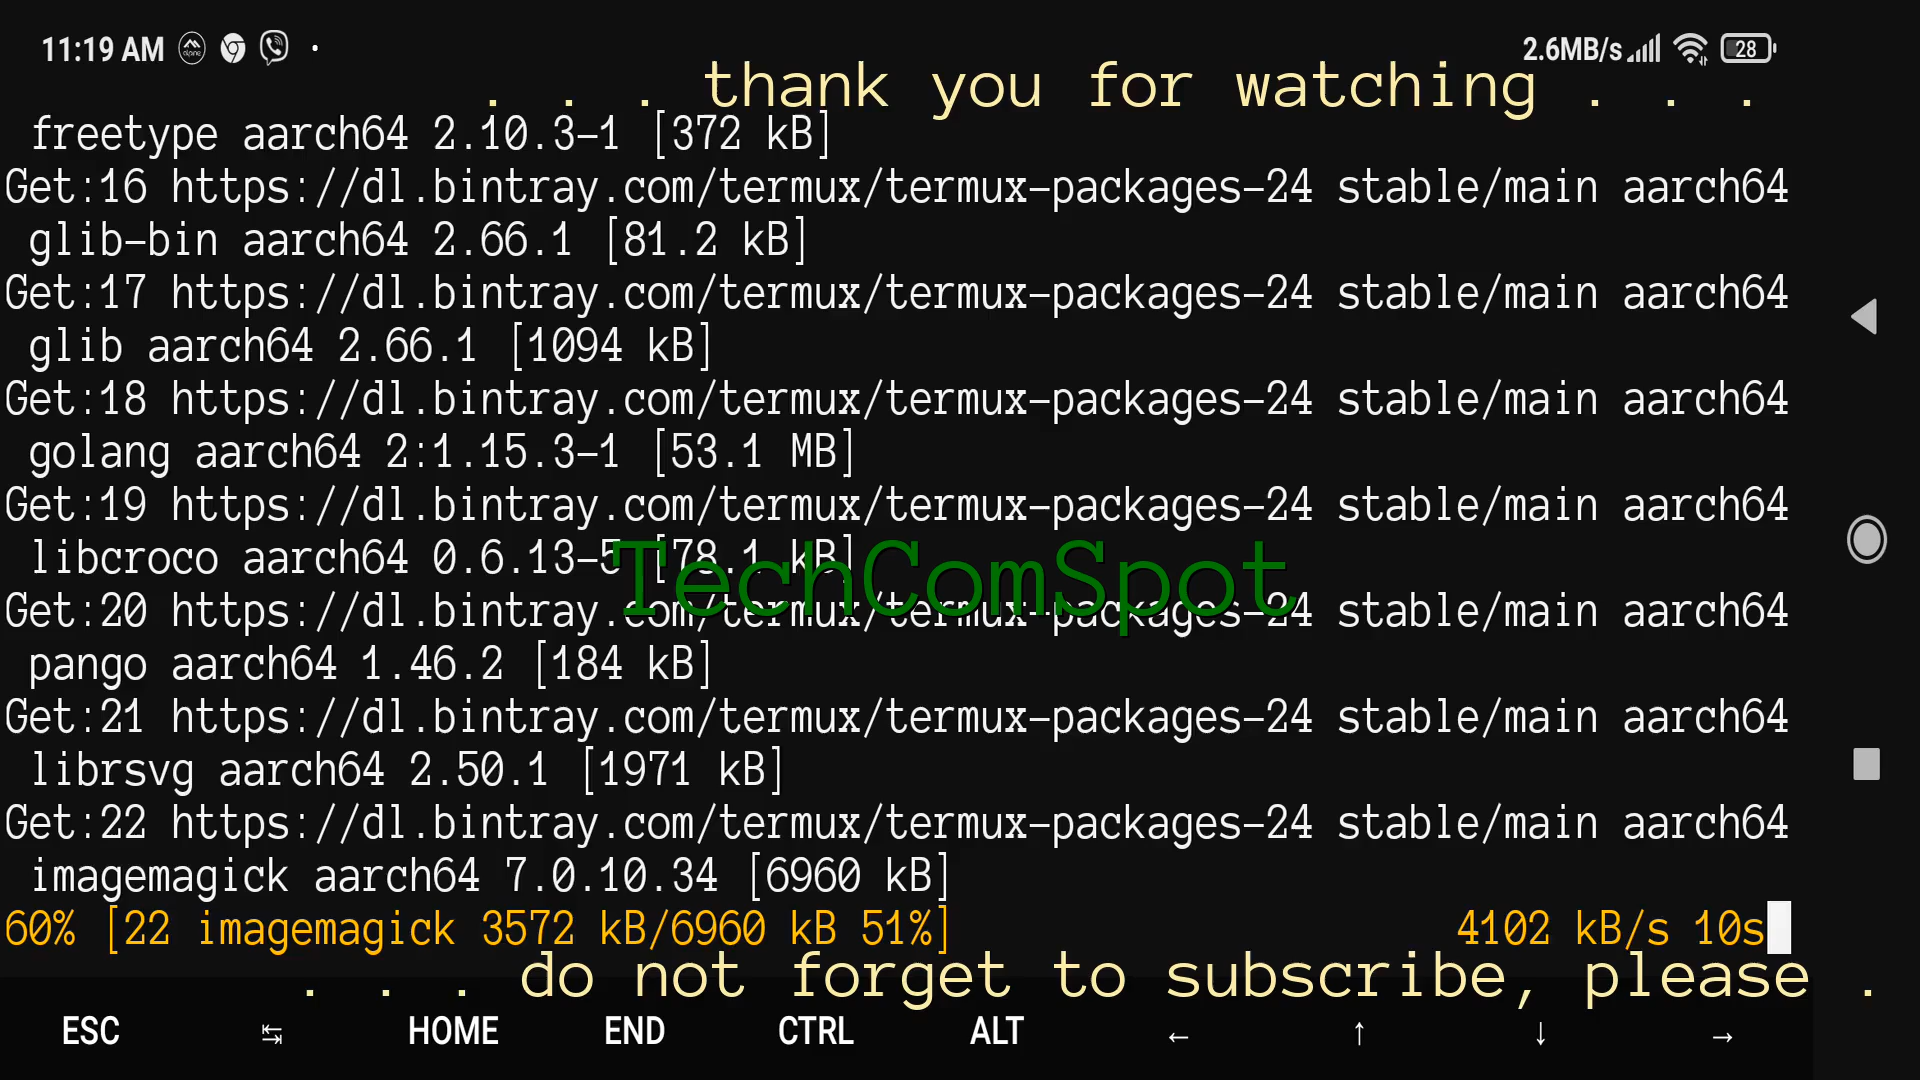 11:19 AM 2.6MB/s 28
. . . thank you for watching . . .
freetype aarch64 2.10.3-1 [372 kB]
Get:16 https://dl.bintray.com/termux/termux-packages-24 stable/main aarch64
glib-bin aarch64 2.66.1 [81.2 kB]
Get:17 https://dl.bintray.com/termux/termux-packages-24 stable/main aarch64
glib aarch64 2.66.1 [1094 kB]
Get:18 https://dl.bintray.com/termux/termux-packages-24 stable/main aarch64
golang aarch64 2:1.15.3-1 [53.1 MB]
Get:19 https://dl.bintray.com/termux/termux-packages-24 stable/main aarch64
libcroco aarch64 0.6.13-5 [78.1 kB]
TechComSpot
Get:20 https://dl.bintray.com/termux/termux-packages-24 stable/main aarch64
pango aarch64 1.46.2 [184 kB]
Get:21 https://dl.bintray.com/termux/termux-packages-24 stable/main aarch64
librsvg aarch64 2.50.1 [1971 kB]
Get:22 https://dl.bintray.com/termux/termux-packages-24 stable/main aarch64
imagemagick aarch64 7.0.10.34 [6960 kB]
60% [22 imagemagick 3572 kB/6960 kB 51%] 4102 kB/s 10s
. . . do not forget to subscribe, please .
ESC ↹ HOME END CTRL ALT ← ↑ ↓ →